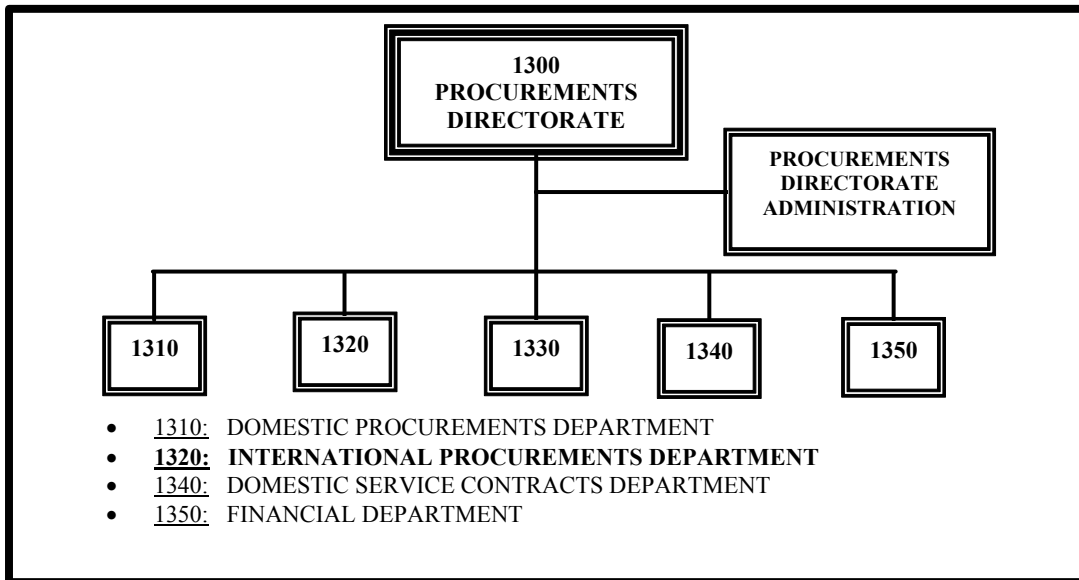 1300
PROCUREMENTS
DIRECTORATE
PROCUREMENTS
DIRECTORATE
ADMINISTRATION
1310
1320
1330
1340
1350
• 1310: DOMESTIC PROCUREMENTS DEPARTMENT
• 1320: INTERNATIONAL PROCUREMENTS DEPARTMENT
• 1340: DOMESTIC SERVICE CONTRACTS DEPARTMENT
• 1350: FINANCIAL DEPARTMENT